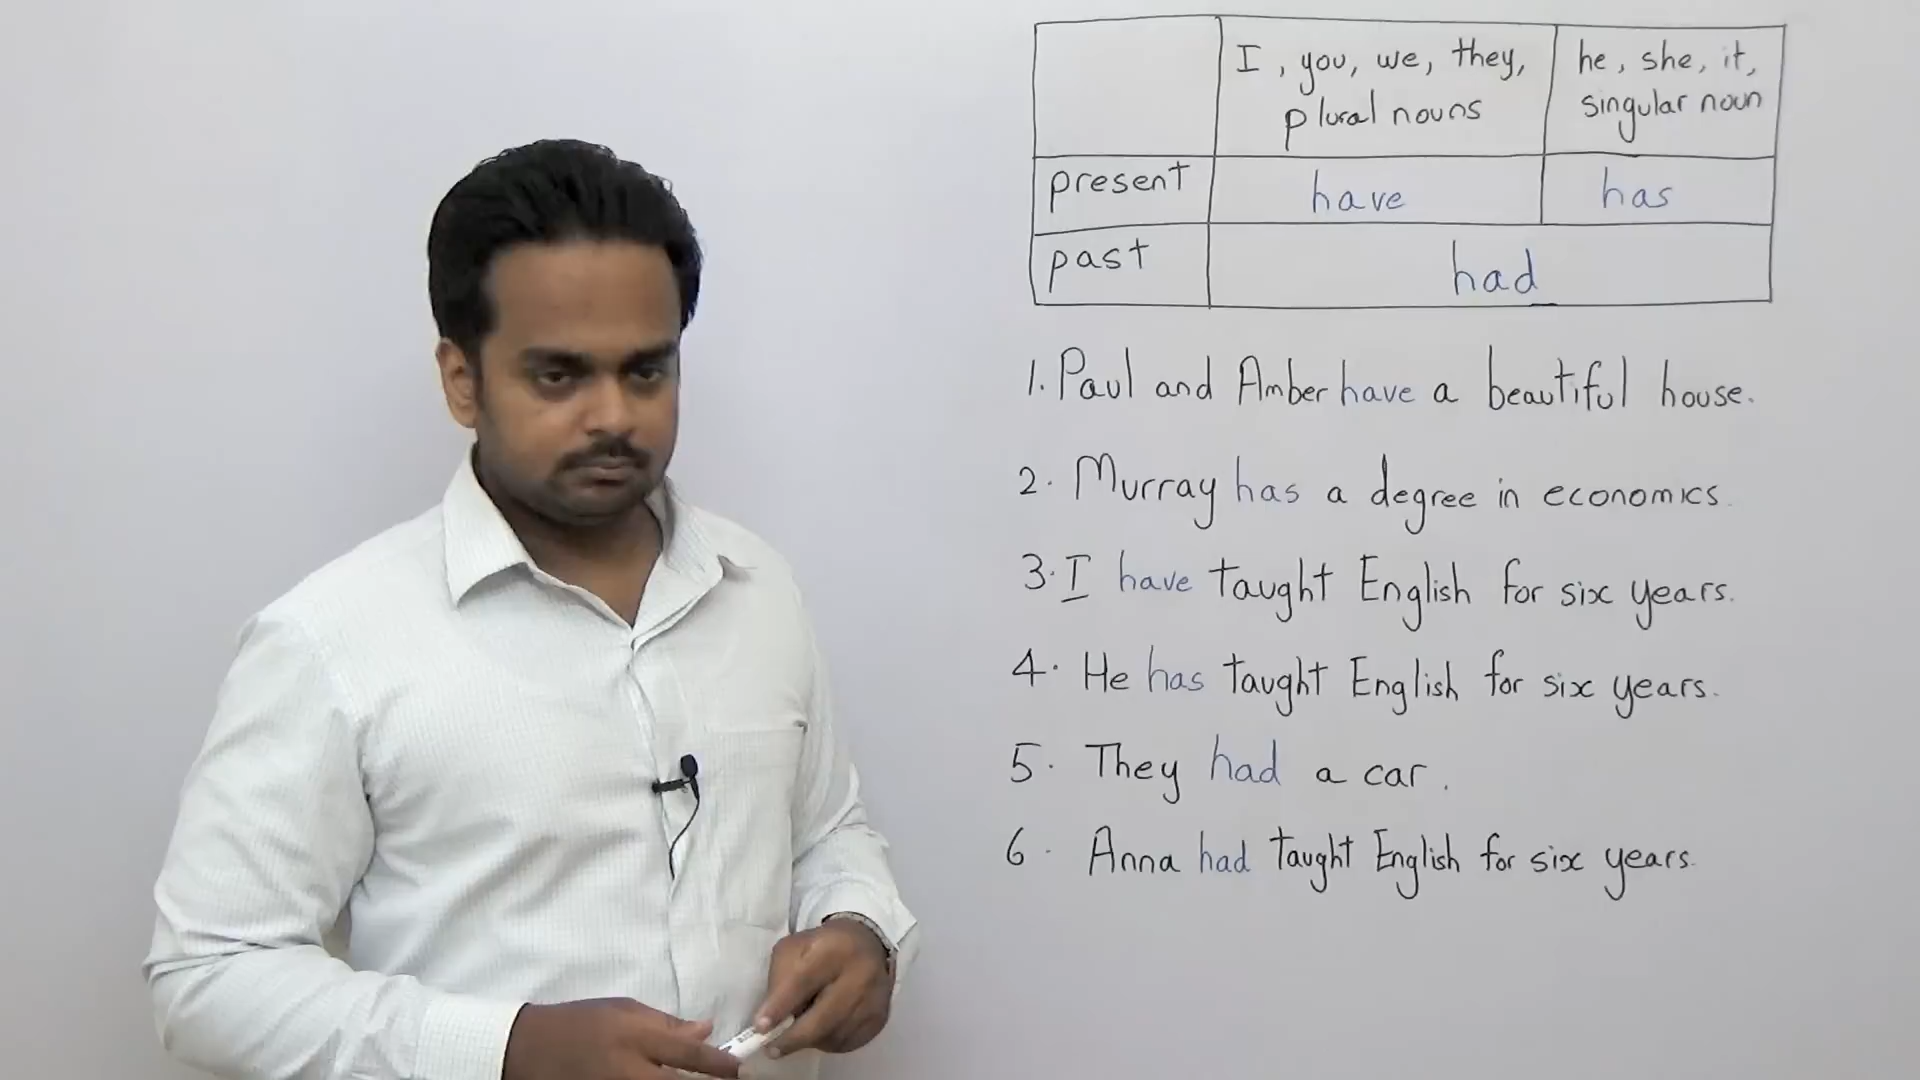 I, you, we, they,
plural nouns
he, she, it,
singular noun
present
have
has
past
had
1. Paul and Amber have a beautiful house.
2. Murray has a degree in economics.
3. I have taught English for six years.
4. He has taught English for six years.
5. They had a car.
6. Anna had taught English for six years.